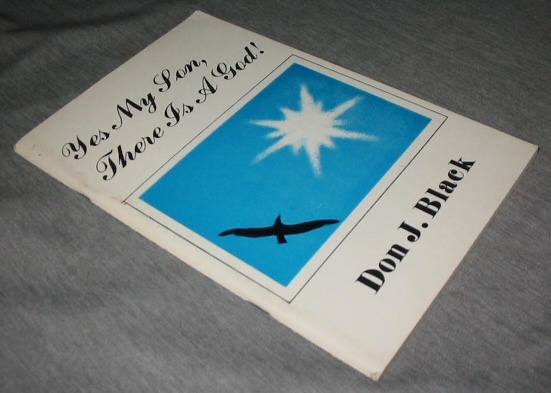 Yes My Son,
There Is A God!
Don J. Black